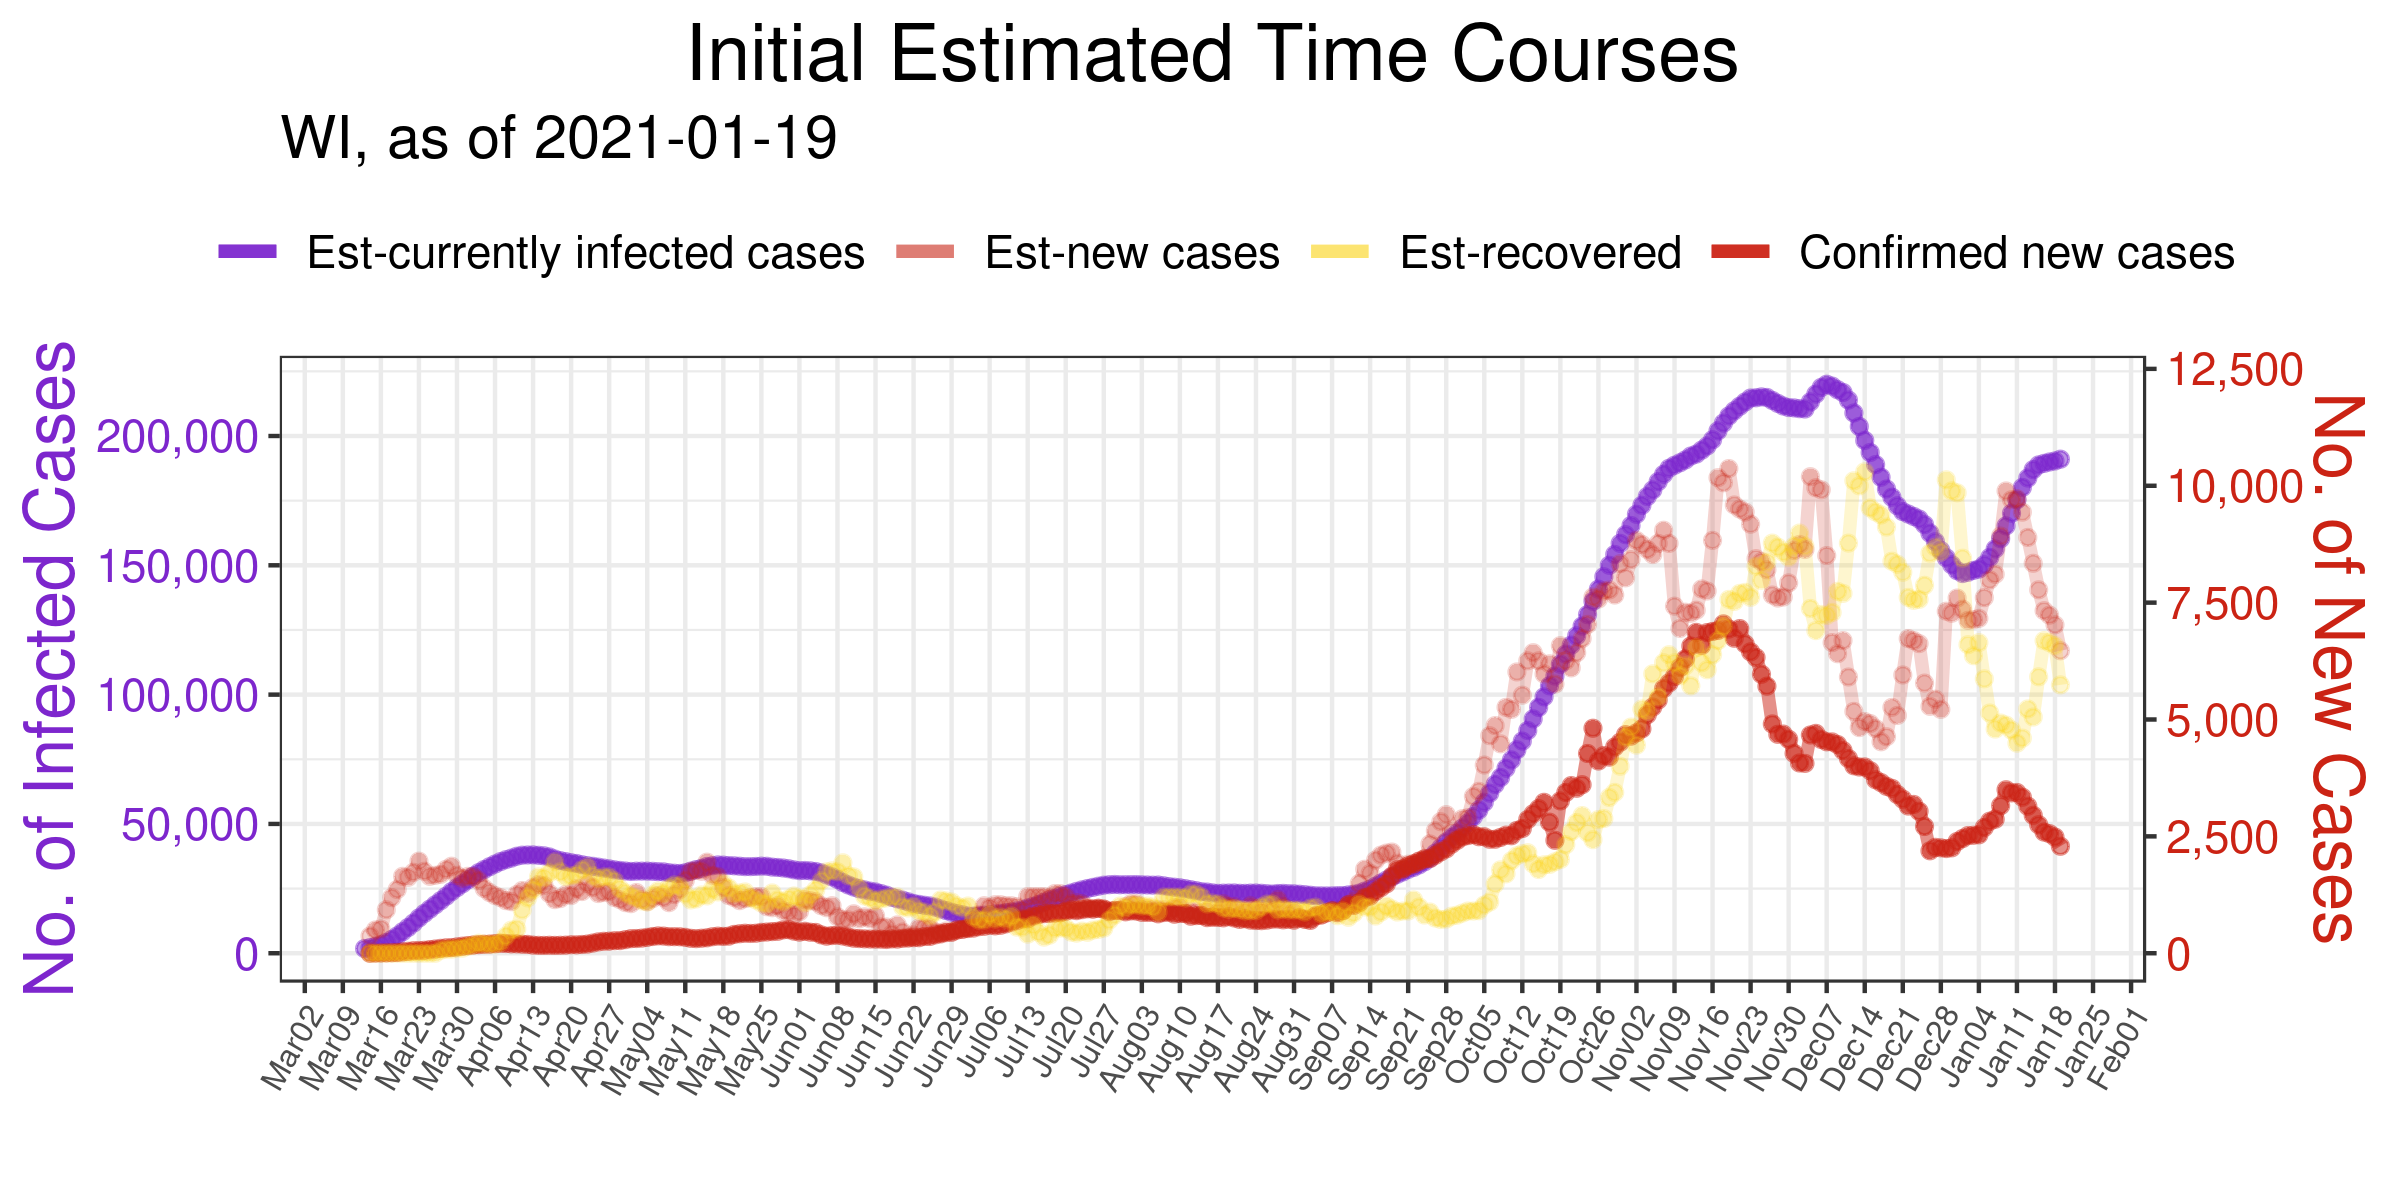 Initial Estimated Time Courses
WI, as of 2021-01-19
Est-currently infected cases Est-new cases Est-recovered Confirmed new cases
No. of Infected Cases
200,000
150,000
100,000
50,000
0
12,500
10,000
7,500
5,000
2,500
0
No. of New Cases
Mar02 Mar09 Mar16 Mar23 Mar30 Apr06 Apr13 Apr20 Apr27 May04 May11 May18 May25 Jun01 Jun08 Jun15 Jun22 Jun29 Jul06 Jul13 Jul20 Jul27 Aug03 Aug10 Aug17 Aug24 Aug31 Sep07 Sep14 Sep21 Sep28 Oct05 Oct12 Oct19 Oct26 Nov02 Nov09 Nov16 Nov23 Nov30 Dec07 Dec14 Dec21 Dec28 Jan04 Jan11 Jan18 Jan25 Feb01